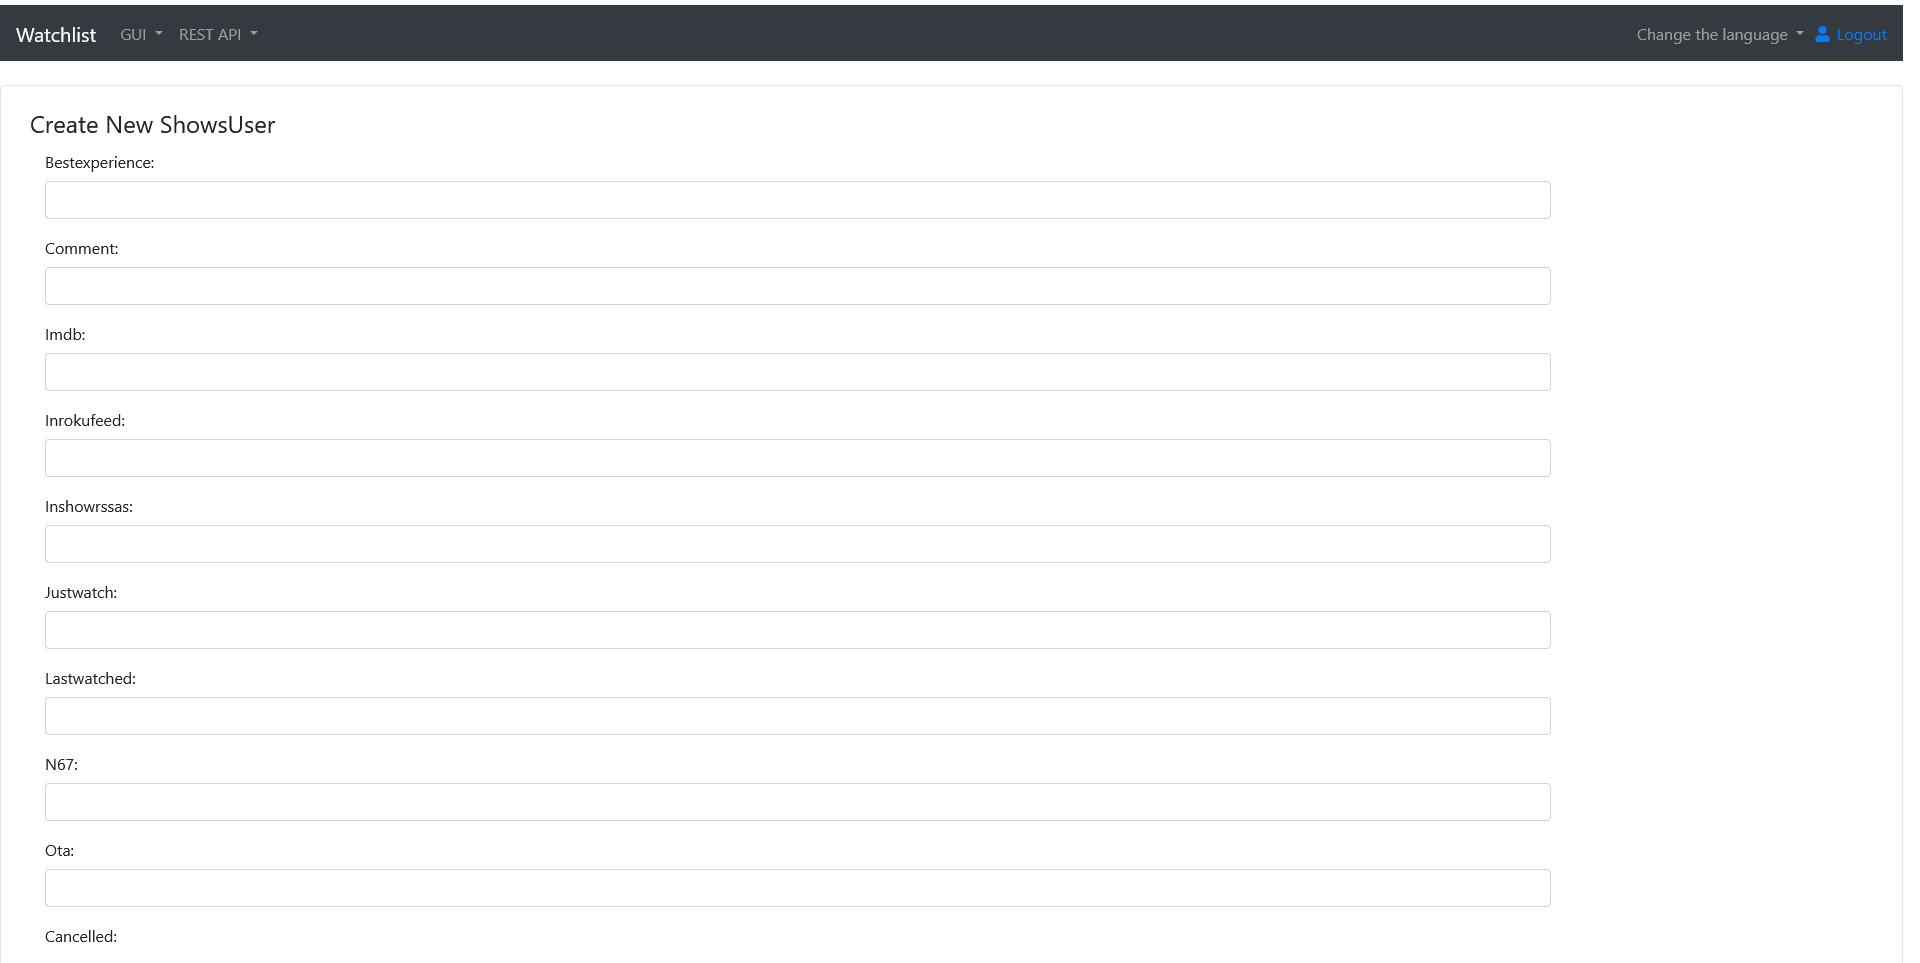 Watchlist GUI REST API Change the language Logout
Create New ShowsUser
Bestexperience:
Comment:
Imdb:
Inrokufeed:
Inshowrssas:
Justwatch:
Lastwatched:
N67:
Ota:
Cancelled: